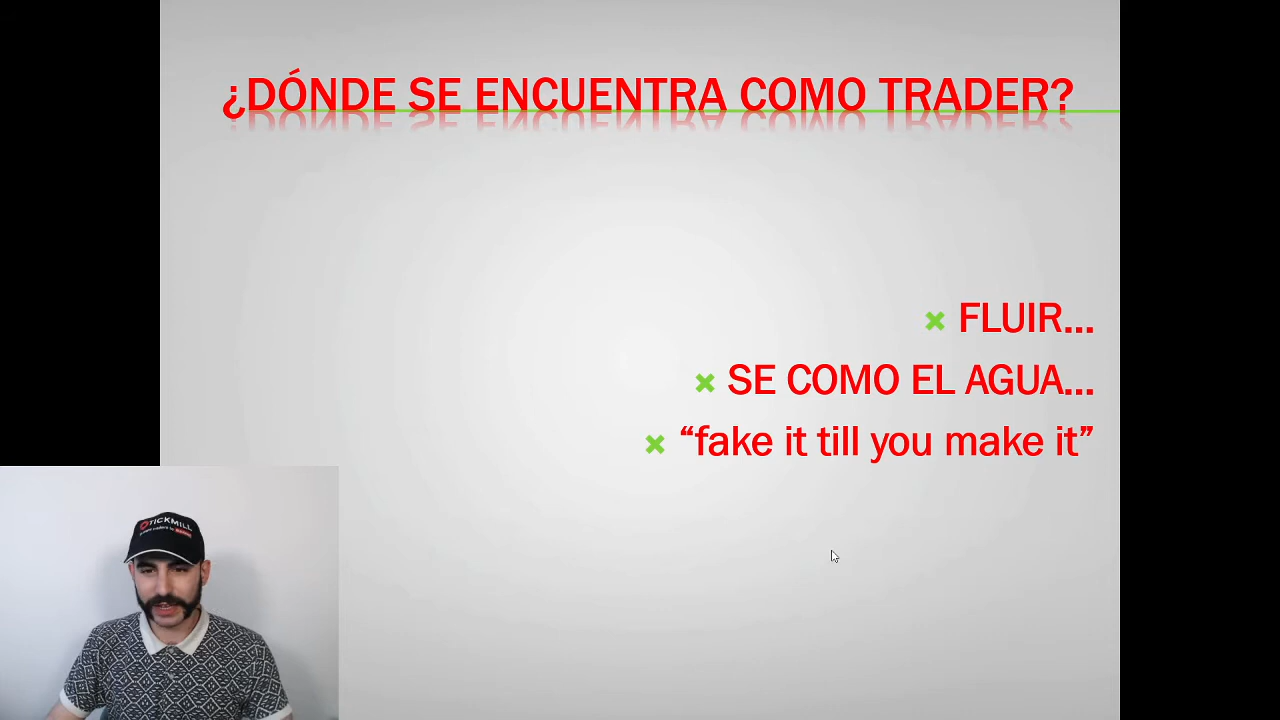 ¿DÓNDE SE ENCUENTRA COMO TRADER?
FLUIR...
SE COMO EL AGUA...
“fake it till you make it”
TICKMILL